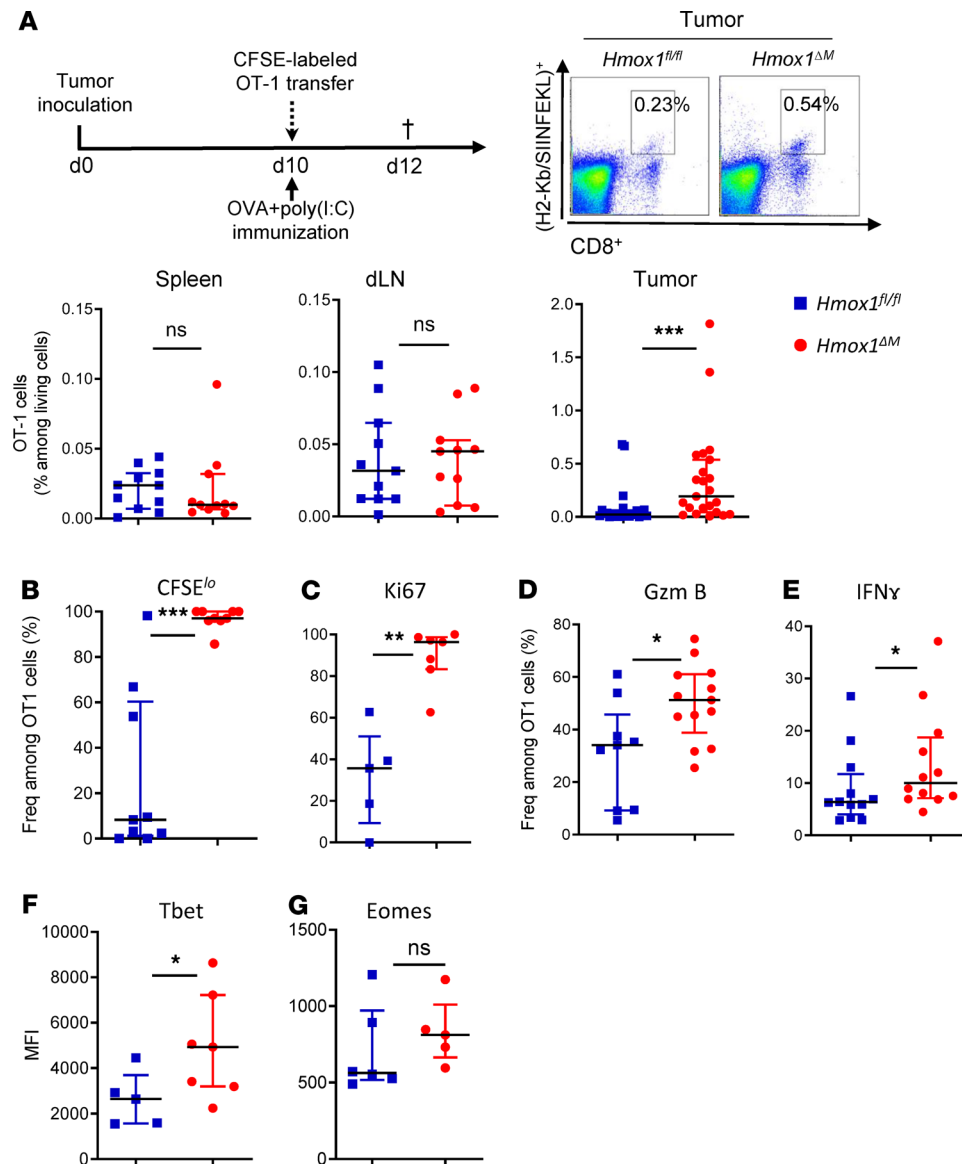 A
CFSE-labeled
OT-1 transfer
Tumor
inoculation
†
d0
d10
d12
OVA+poly(I:C)
immunization
Tumor
Hmox1fl/fl
Hmox1ΔM
0.23%
0.54%
(H2-Kb/SIINFEKL)+
CD8+
Spleen
dLN
Tumor
OT-1 cells
(% among living cells)
0.15
0.10
0.05
0.00
ns
0.15
0.10
0.05
0.00
ns
2.0
1.5
1.0
0.5
0.0
***
Hmox1fl/fl
Hmox1ΔM
B
CFSElo
Freq among OT1 cells (%)
100
80
60
40
20
0
***
C
Ki67
100
80
60
40
20
0
**
D
Gzm B
Freq among OT1 cells (%)
80
60
40
20
0
*
E
IFNɣ
40
30
20
10
0
*
F
Tbet
MFI
10000
8000
6000
4000
2000
0
*
G
Eomes
1500
1000
500
0
ns